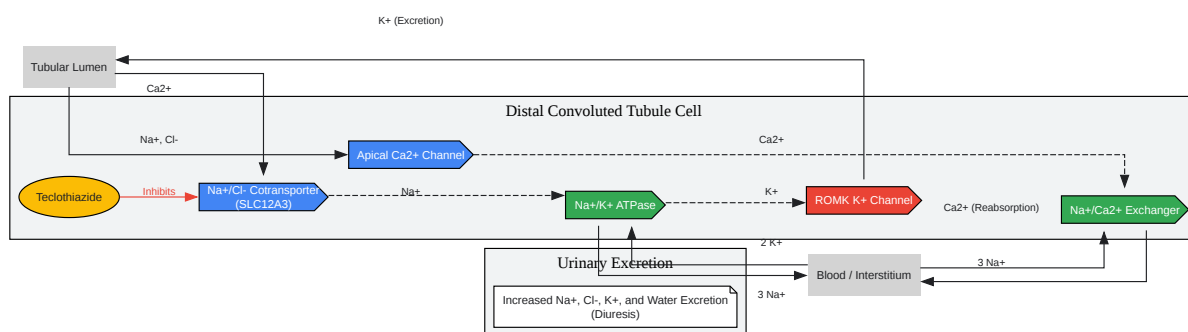 K+ (Excretion)
Tubular Lumen
Ca2+
Distal Convoluted Tubule Cell
Na+, Cl-
Ca2+
Apical Ca2+ Channel
Teclothiazide
Inhibits
Na+/Cl- Cotransporter
(SLC12A3)
Na+
Na+/K+ ATPase
K+
ROMK K+ Channel
Ca2+ (Reabsorption)
Na+/Ca2+ Exchanger
2 K+
Urinary Excretion
Blood / Interstitium
3 Na+
3 Na+
Increased Na+, Cl-, K+, and Water Excretion
(Diuresis)